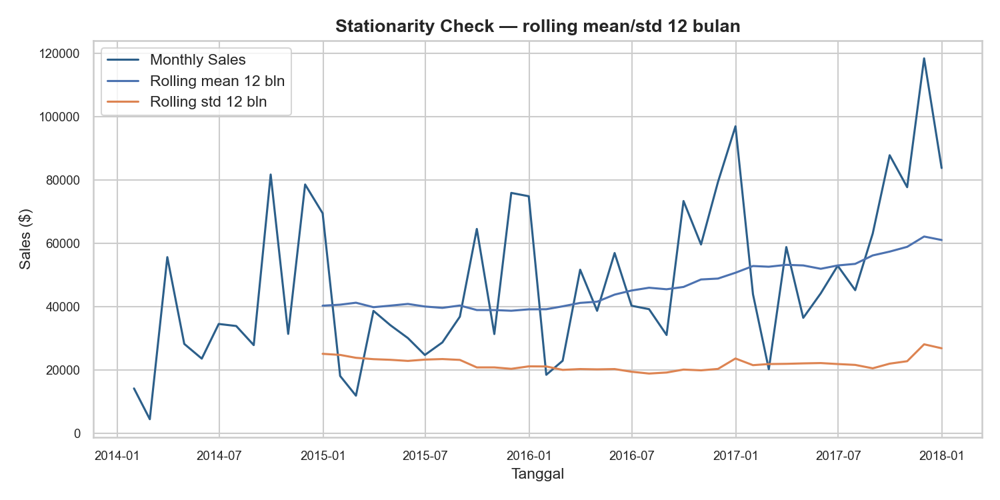 Stationarity Check — rolling mean/std 12 bulan
Monthly Sales
Rolling mean 12 bln
Rolling std 12 bln
Sales ($)
120000
100000
80000
60000
40000
20000
0
2014-01
2014-07
2015-01
2015-07
2016-01
2016-07
2017-01
2017-07
2018-01
Tanggal